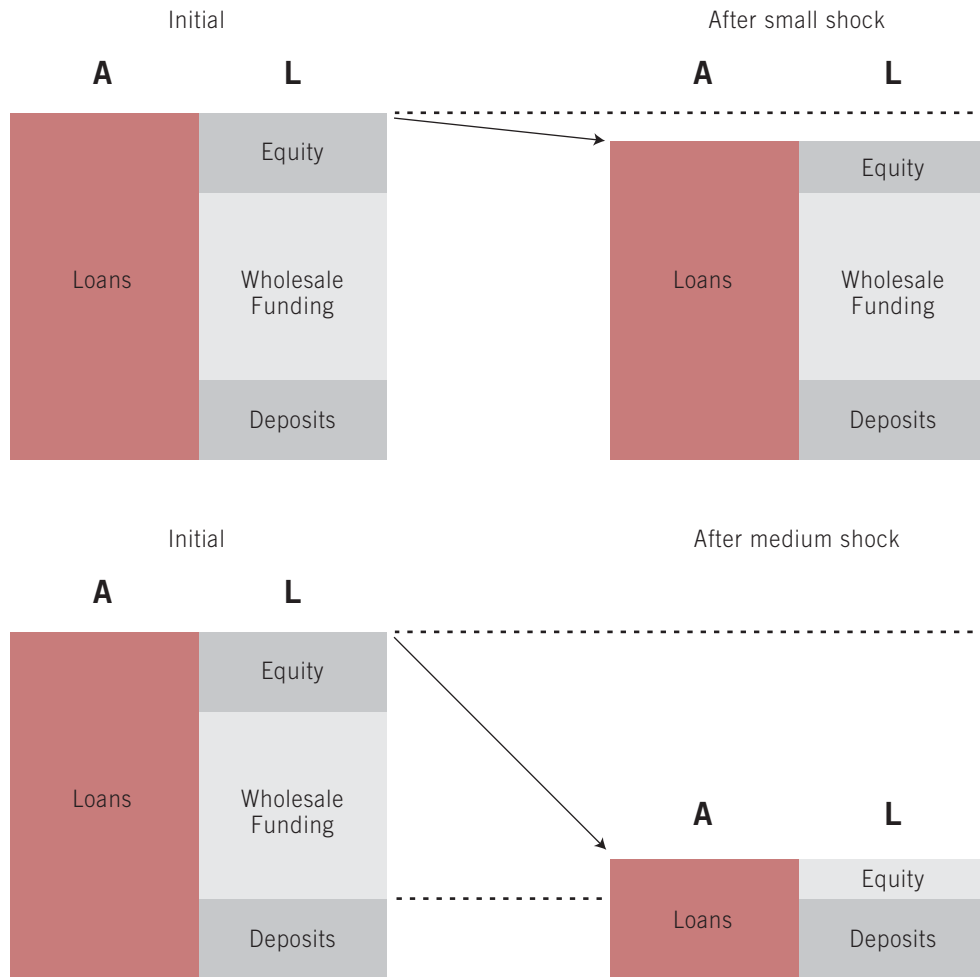 Initial After small shock
A L A L
Equity
Equity
Loans Wholesale Loans Wholesale
Funding Funding
Deposits Deposits
Initial After medium shock
A L
Equity
Loans Wholesale
Funding
A L
Equity
Loans Deposits
Deposits